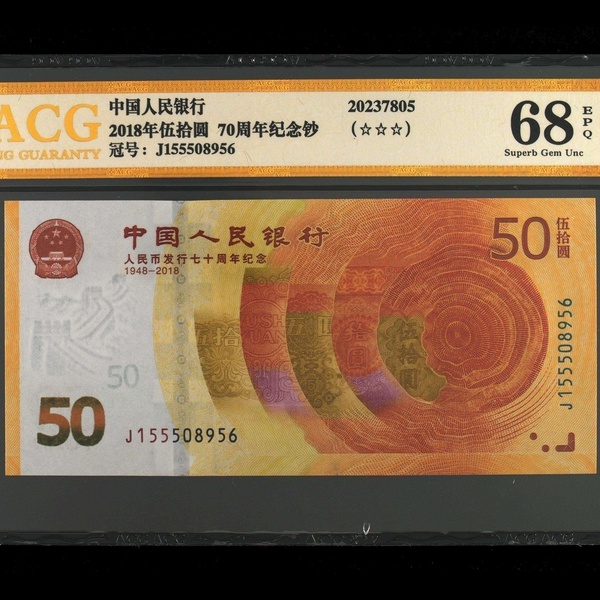 ACG
NG GUARANTY
中国人民银行
2018年伍拾圆 70周年纪念钞
冠号：J155508956
20237805
(☆☆☆)
68
EPQ
Superb Gem Unc
中国人民银行
人民币发行七十周年纪念
1948-2018
50
伍拾圆
50
50
J155508956
J155508956
伍拾圆